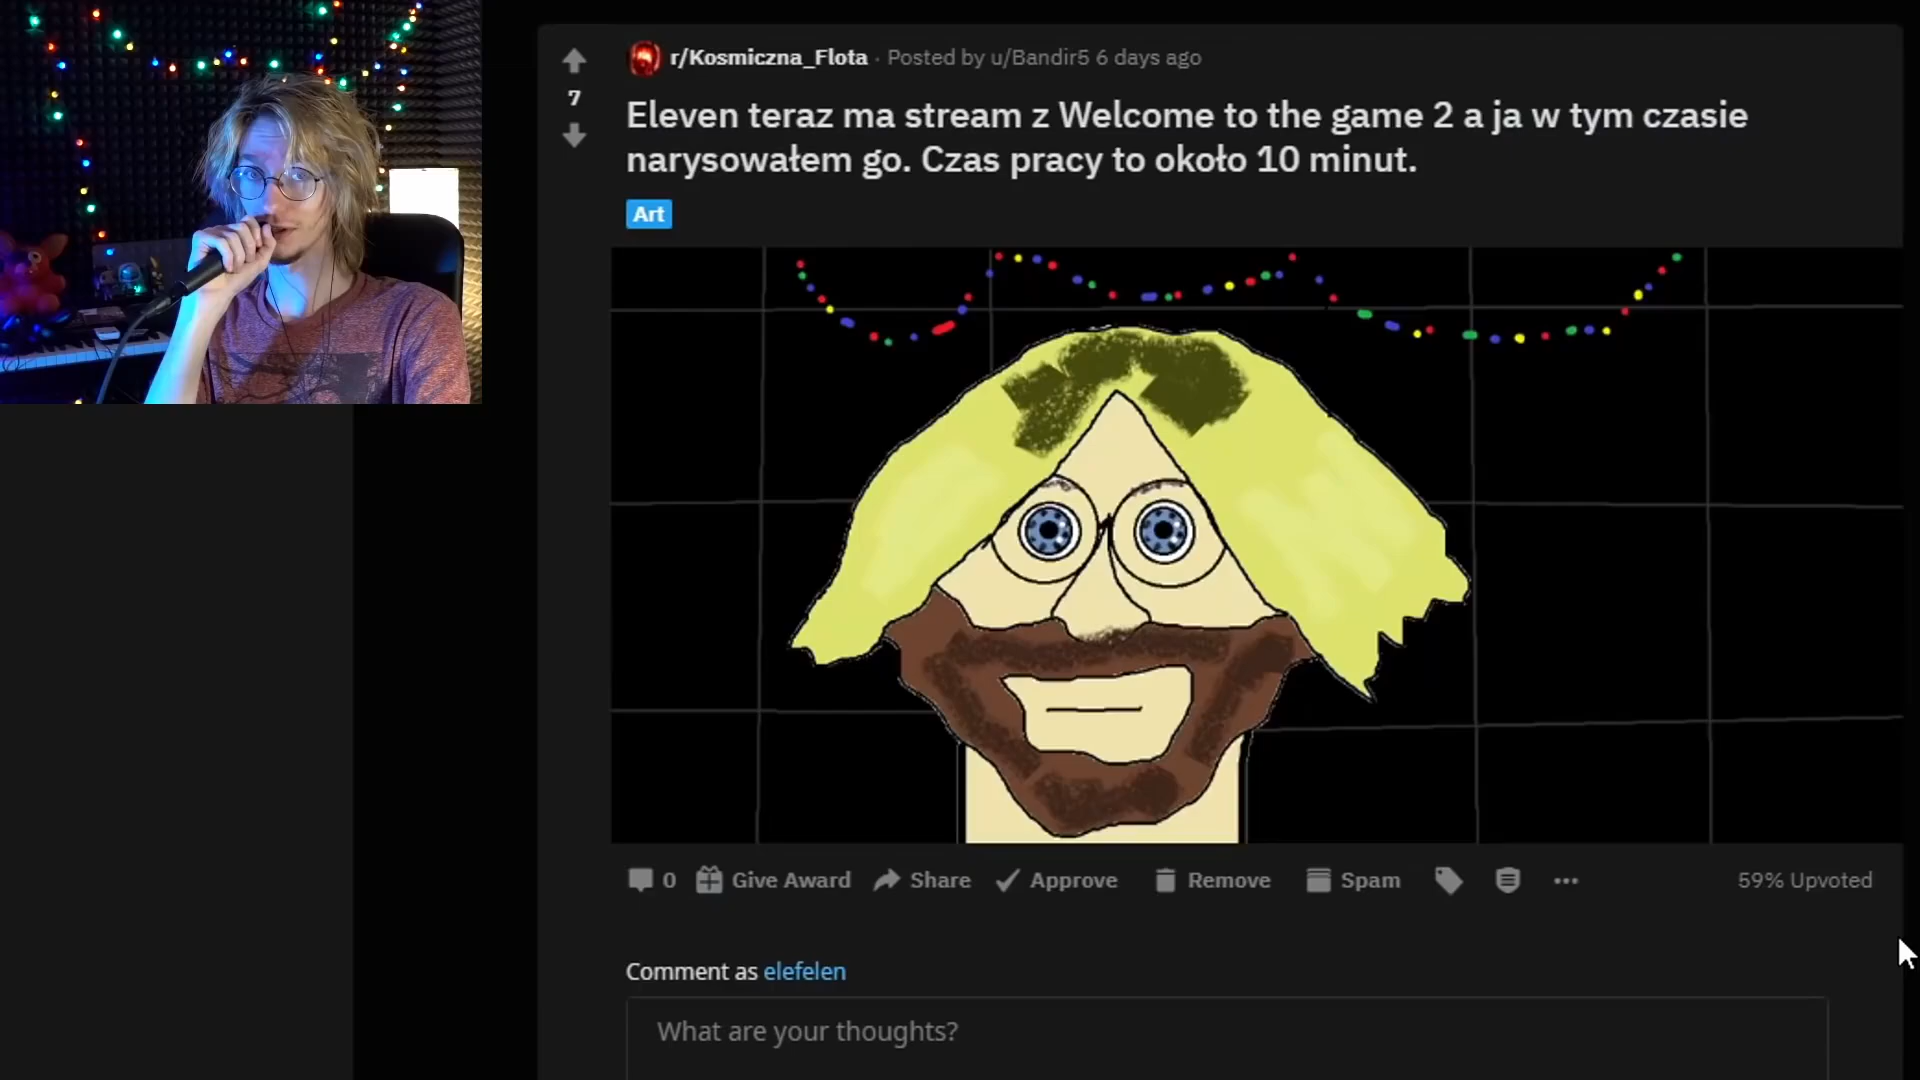 r/Kosmiczna_Flota · Posted by u/Bandir5 6 days ago
7
Eleven teraz ma stream z Welcome to the game 2 a ja w tym czasie
narysowałem go. Czas pracy to około 10 minut.
Art
0 Give Award Share Approve Remove Spam 59% Upvoted
Comment as elefelen
What are your thoughts?